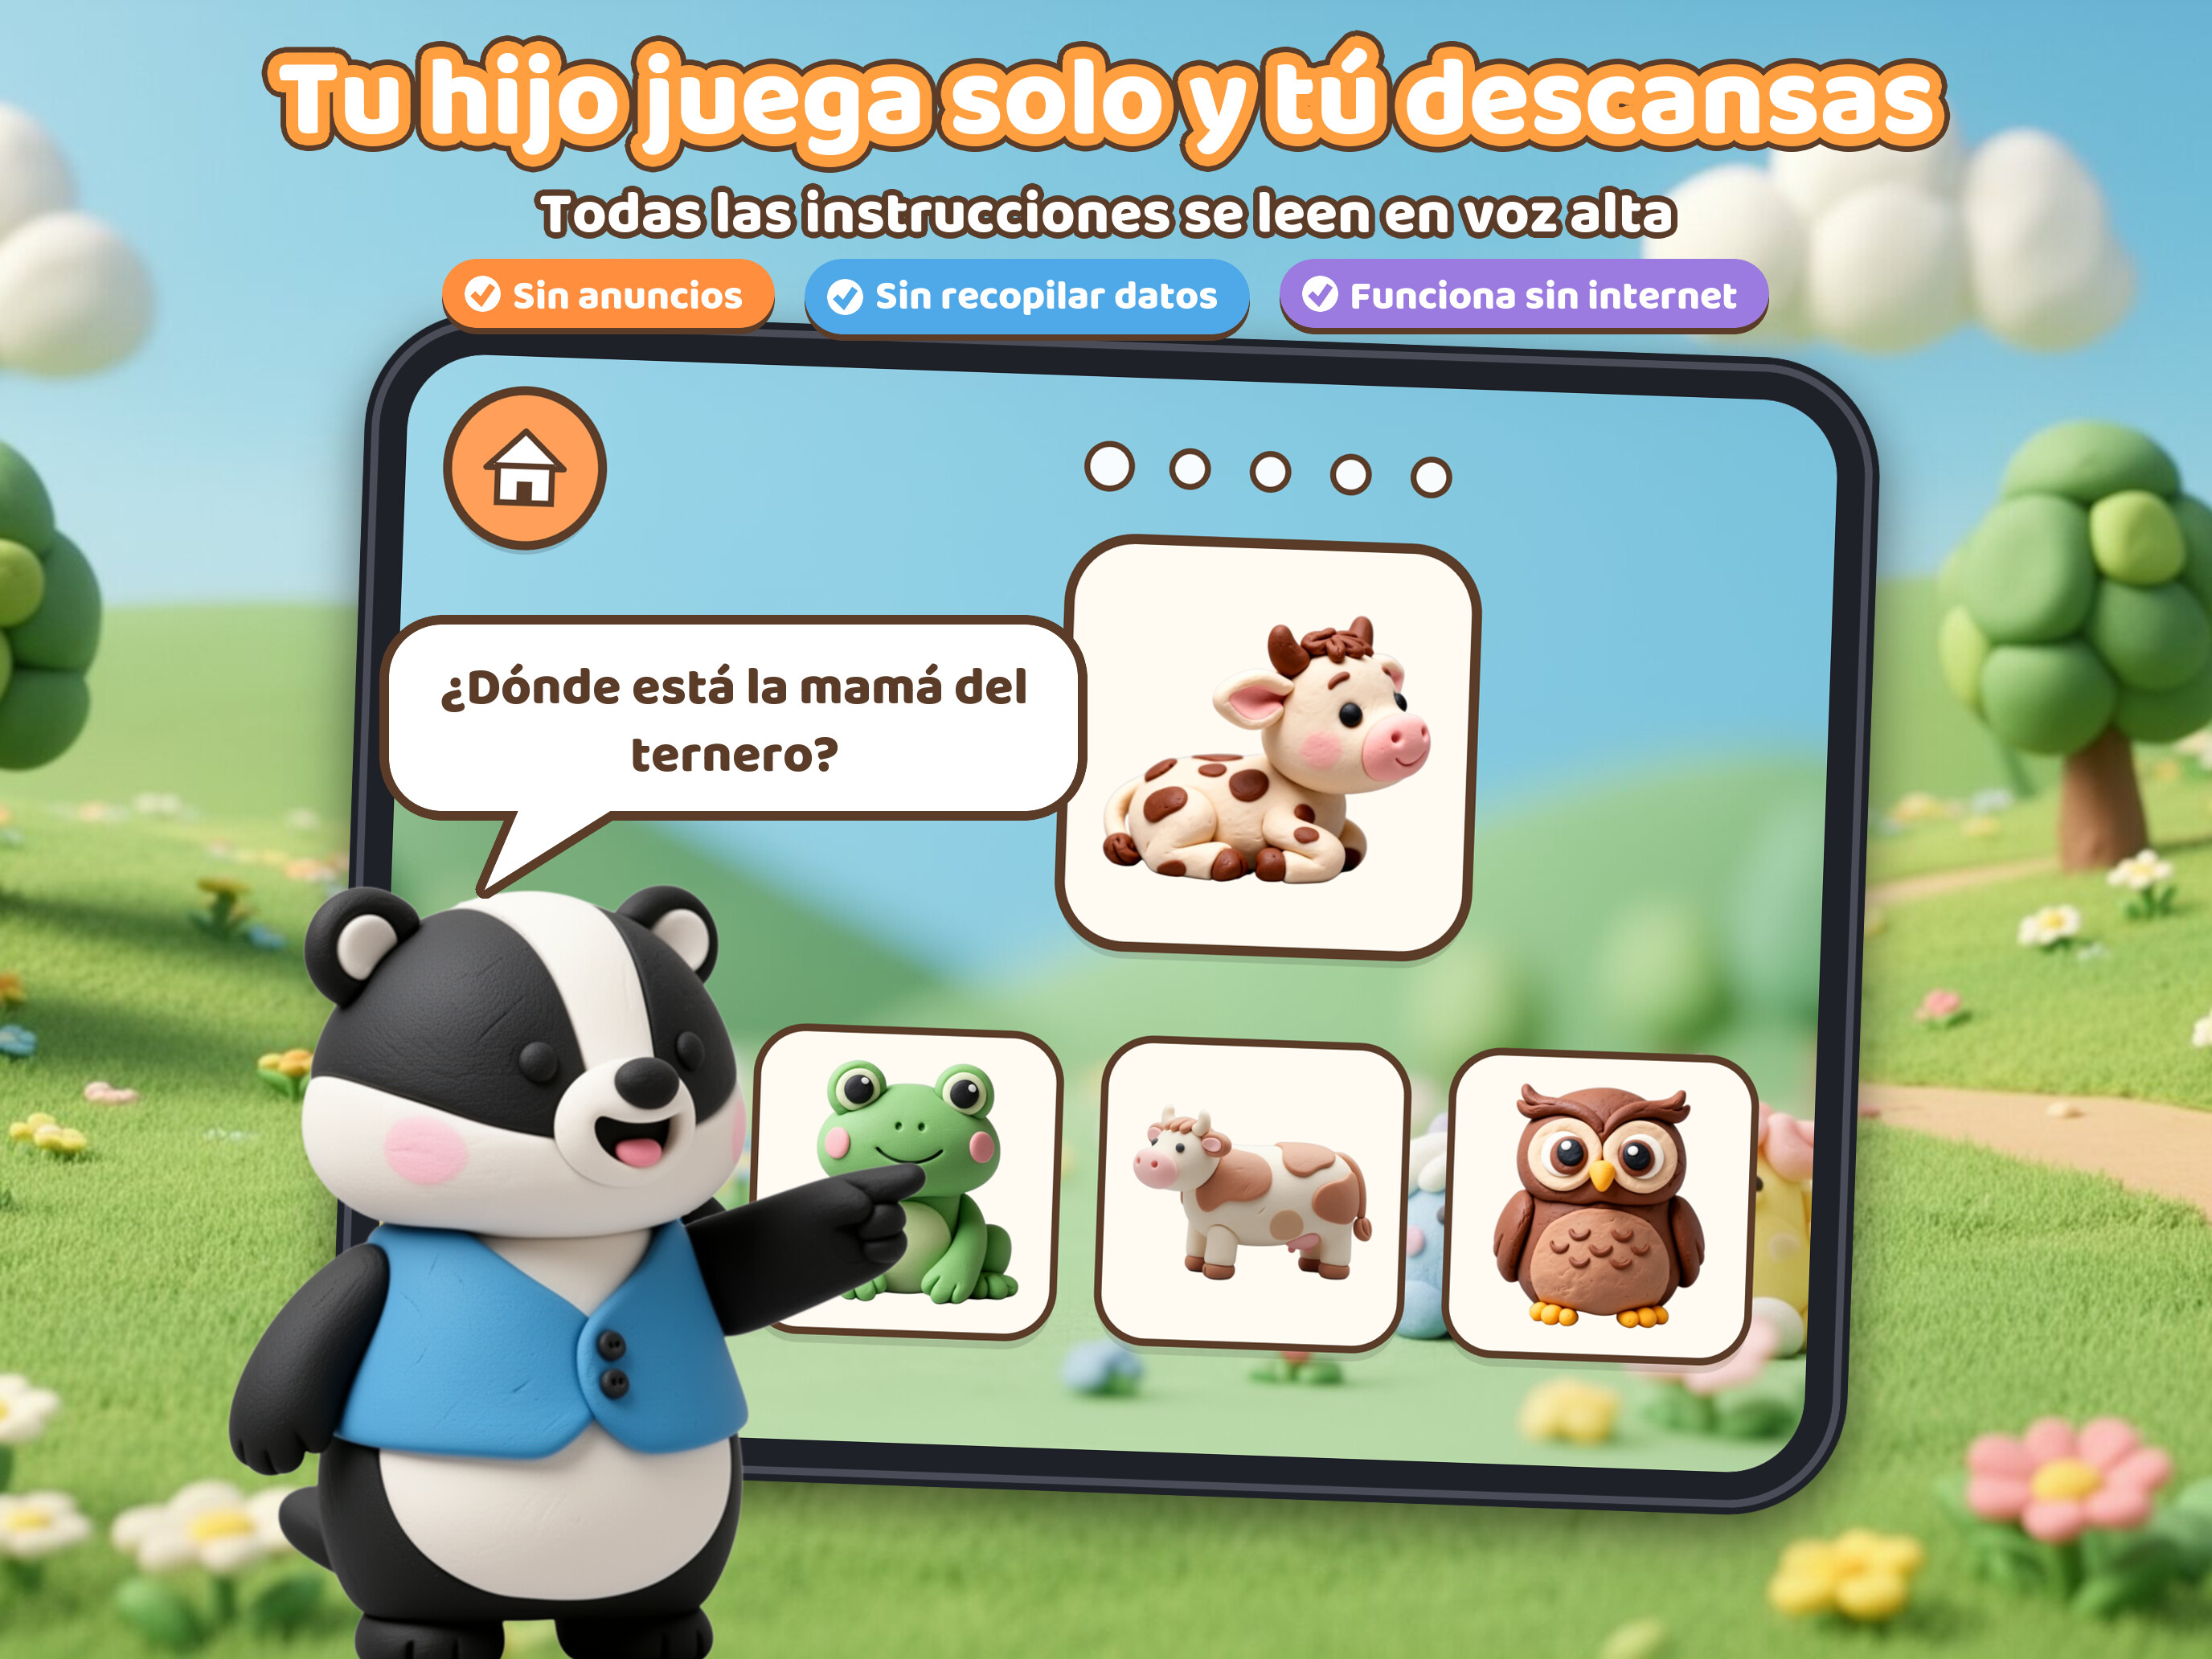 Tu hijo juega solo y tú descansas
Todas las instrucciones se leen en voz alta
Sin anuncios
Sin recopilar datos
Funciona sin internet
¿Dónde está la mamá del
ternero?